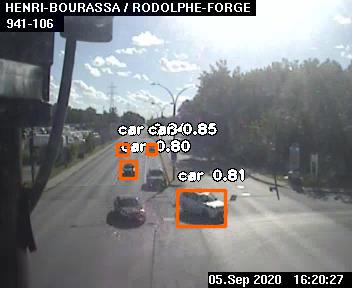 HENRI-BOURASSA / RODOLPHE-FORGE
941-106
car 0.85
car 0.80
car 0.81
05.Sep 2020 16:20:27